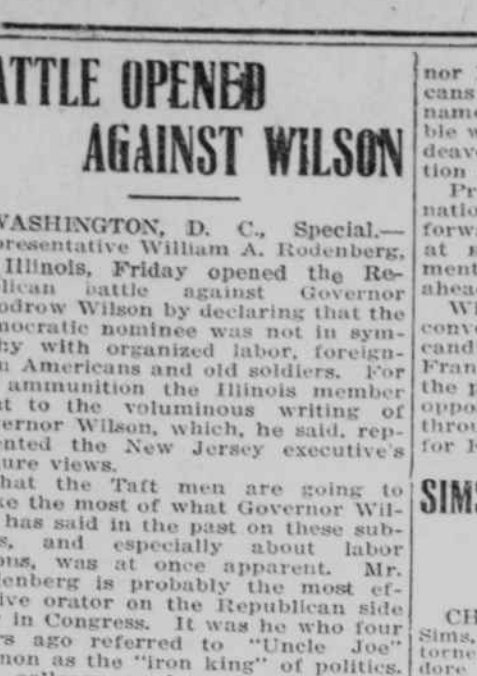 ATTLE OPENED
AGAINST WILSON
WASHINGTON, D. C., Special.—
presentative William A. Rodenberg,
Illinois, Friday opened the Re-
lican battle against Governor
odrow Wilson by declaring that the
mocratic nominee was not in sym-
hy with organized labor, foreign-
n Americans and old soldiers. For
ammunition the Illinois member
t to the voluminous writing of
ernor Wilson, which, he said, rep-
ented the New Jersey executive's
ure views.
hat the Taft men are going to
ke the most of what Governor Wil-
has said in the past on these sub-
s, and especially about labor
ons, was at once apparent. Mr.
enberg is probably the most ef-
ive orator on the Republican side
in Congress. It was he who four
rs ago referred to "Uncle Joe"
non as the "iron king" of politics.
nor
cans
name
ble w
deav
tion
Pr
natio
forwa
at
ment
ahea
Wi
conv
cand
Fran
the p
oppo
throu
for
SIMS
CH
Sims,
torne
dore